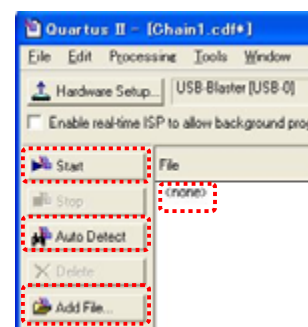 Quartus II - [Chain1.cdf*]
File Edit Processing Tools Window
Hardware Setup... USB-Blaster [USB-0]
Enable real-time ISP to allow background prog
Start
File
<none>
Stop
Auto Detect
Delete
Add File...